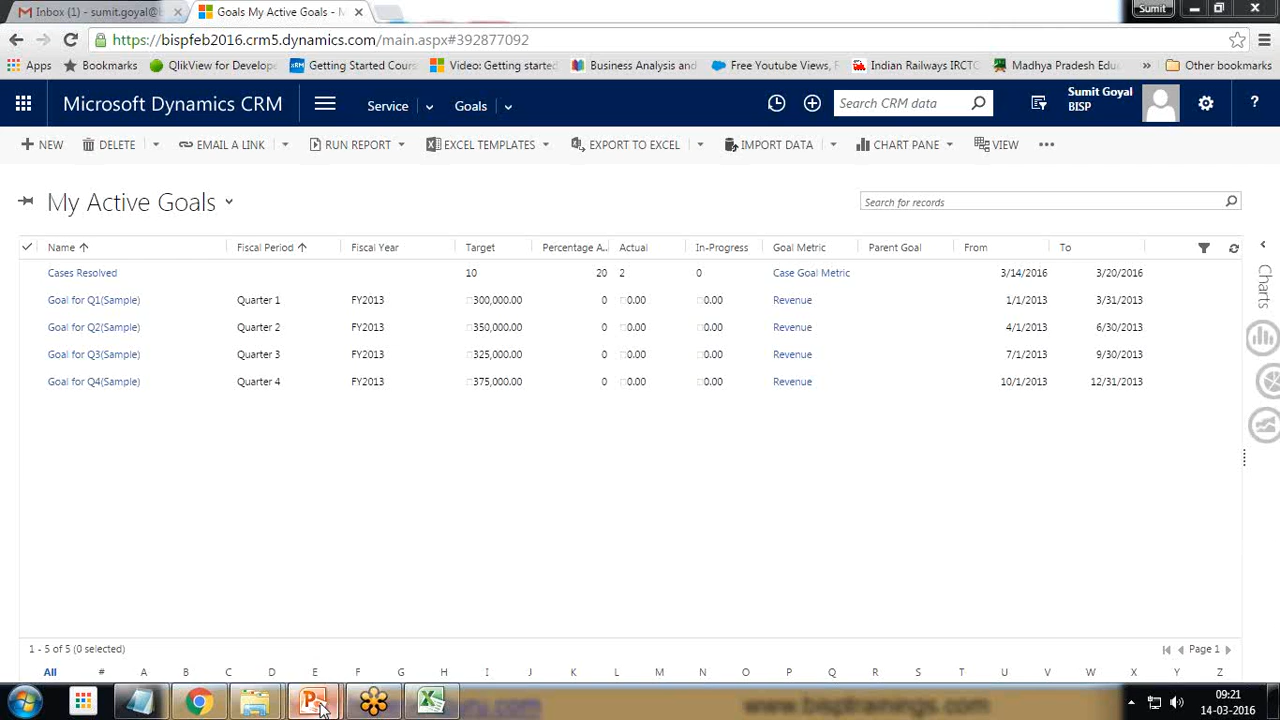 Inbox (1) - sumit.goyal@
Goals My Active Goals -
Sumit
https://bispfeb2016.crm5.dynamics.com/main.aspx#392877092
Apps
Bookmarks
QlikView for Develope
Getting Started Cours
Video: Getting started
Business Analysis and
Free Youtube Views,
Indian Railways IRCTC
Madhya Pradesh Edu
»
Other bookmarks
Microsoft Dynamics CRM
Service
Goals
Search CRM data
Sumit Goyal
BISP
?
NEW
DELETE
EMAIL A LINK
RUN REPORT
EXCEL TEMPLATES
EXPORT TO EXCEL
IMPORT DATA
CHART PANE
VIEW
My Active Goals
Search for records
Name Fiscal Period Fiscal Year Target Percentage A.. Actual In-Progress Goal Metric Parent Goal From To
Cases Resolved 10 20 2 0 Case Goal Metric 3/14/2016 3/20/2016
Goal for Q1(Sample) Quarter 1 FY2013 300,000.00 0 0.00 0.00 Revenue 1/1/2013 3/31/2013
Goal for Q2(Sample) Quarter 2 FY2013 350,000.00 0 0.00 0.00 Revenue 4/1/2013 6/30/2013
Goal for Q3(Sample) Quarter 3 FY2013 325,000.00 0 0.00 0.00 Revenue 7/1/2013 9/30/2013
Goal for Q4(Sample) Quarter 4 FY2013 375,000.00 0 0.00 0.00 Revenue 10/1/2013 12/31/2013
Charts
1 - 5 of 5 (0 selected)
Page 1
All # A B C D E F G H I J K L M N O P Q R S T U V W X Y Z
09:21
14-03-2016